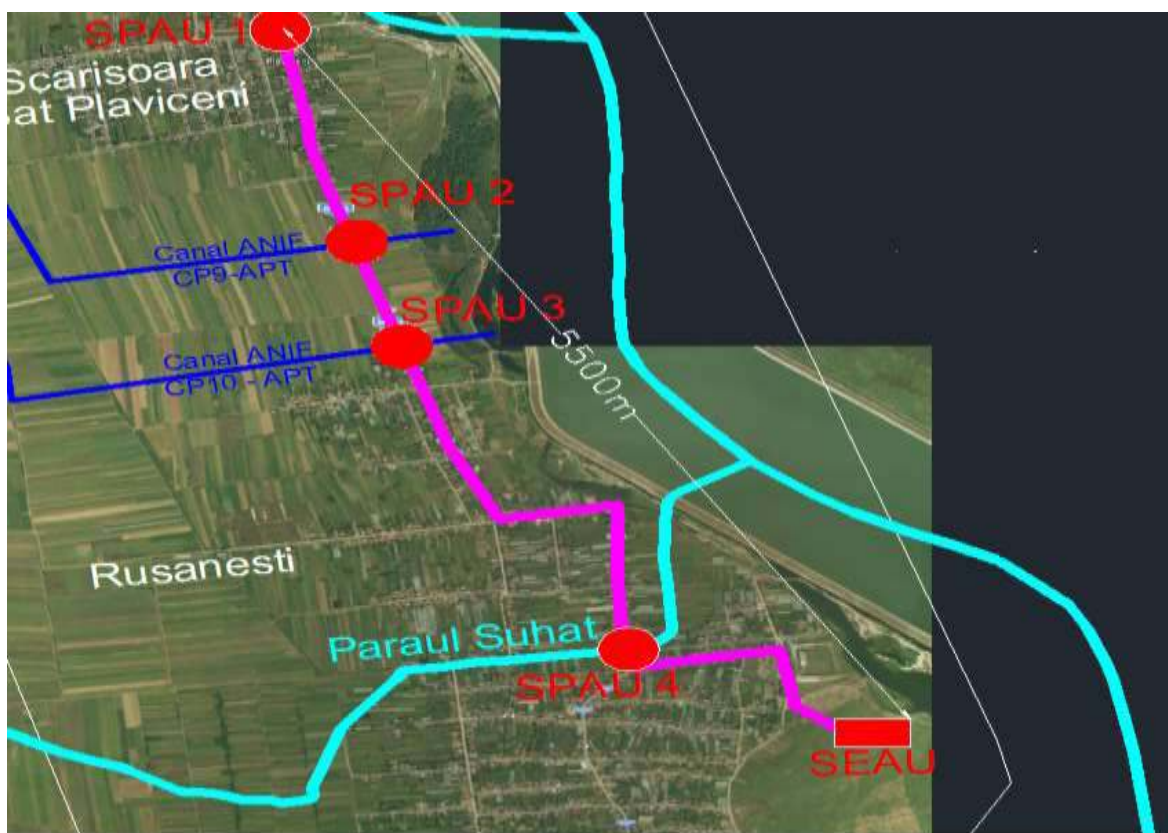 SPAU 1
Scarisoara
sat Plaviceni
SPAU 2
Canal ANIF
CP9-APT
SPAU 3
Canal ANIF
CP10 - APT
5500m
Rusanesti
Paraul Suhat
SPAU 4
SEAU